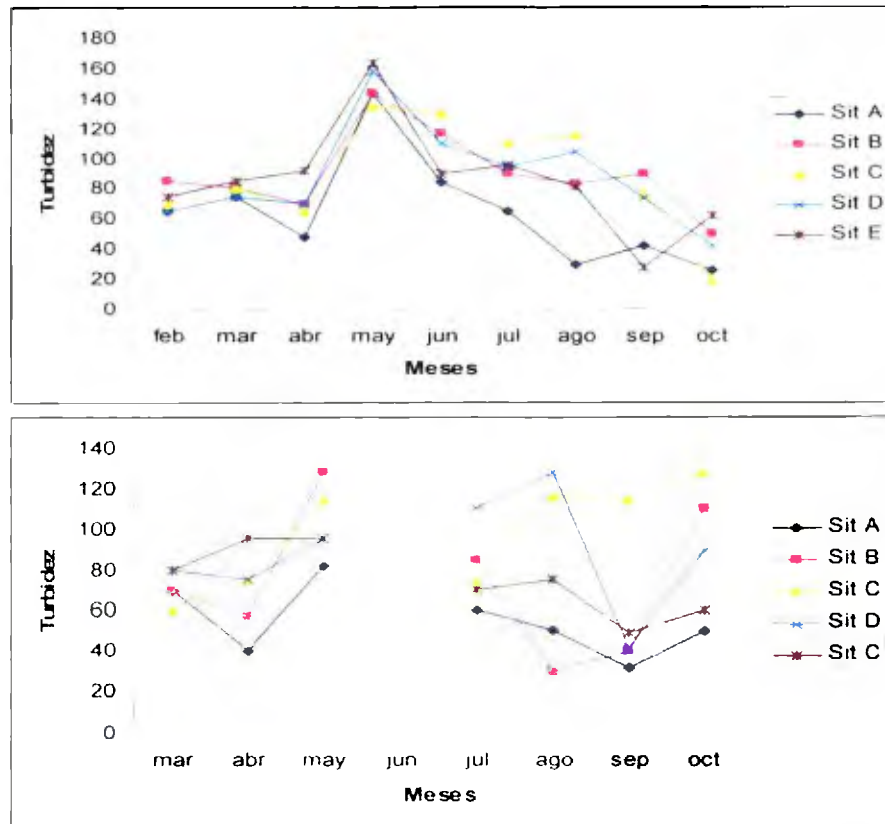 180
160
140
120
100
80
60
40
20
0
Turbidez
feb mar abr may jun jul ago sep oct
Meses
Sit A
Sit B
Sit C
Sit D
Sit E
140
120
100
80
60
40
20
0
Turbidez
mar abr may jun jul ago sep oct
Meses
Sit A
Sit B
Sit C
Sit D
Sit C